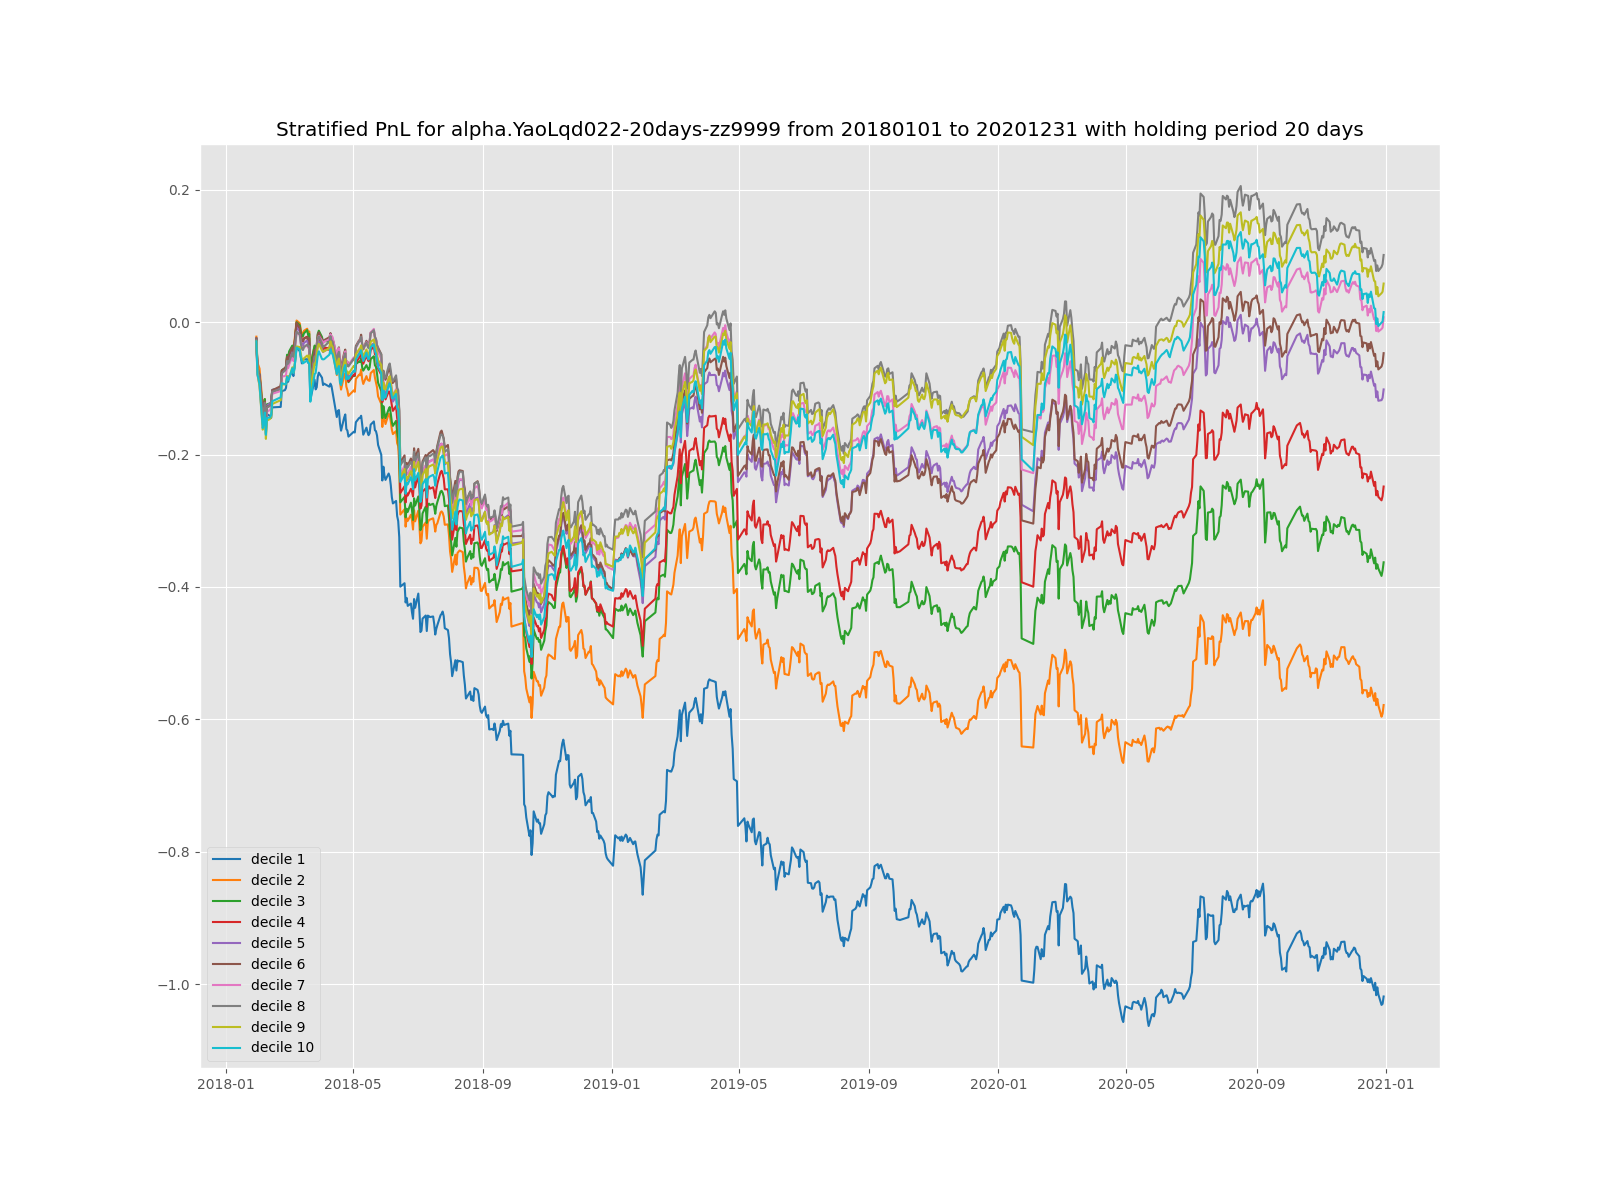 Stratified PnL for alpha.YaoLqd022-20days-zz9999 from 20180101 to 20201231 with holding period 20 days
0.2
0.0
−0.2
−0.4
−0.6
−0.8
−1.0
decile 1
decile 2
decile 3
decile 4
decile 5
decile 6
decile 7
decile 8
decile 9
decile 10
2018-01 2018-05 2018-09 2019-01 2019-05 2019-09 2020-01 2020-05 2020-09 2021-01